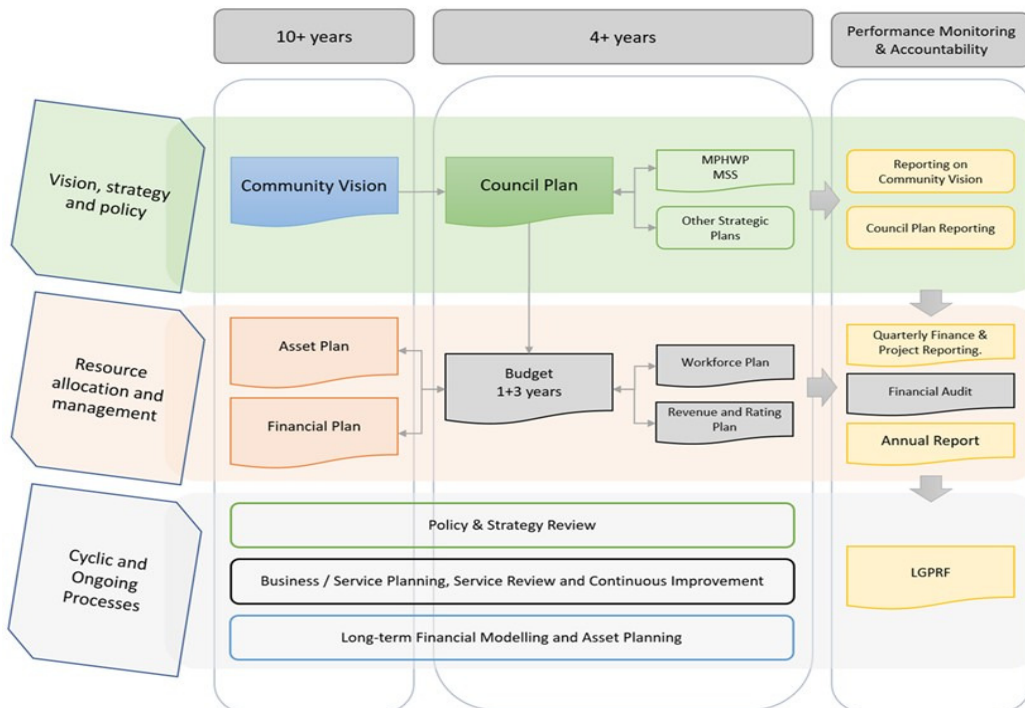 10+ years
4+ years
Performance Monitoring
& Accountability
Vision, strategy
and policy
Community Vision
Council Plan
MPHWP
MSS
Other Strategic
Plans
Reporting on
Community Vision
Council Plan Reporting
Resource
allocation and
management
Asset Plan
Financial Plan
Budget
1+3 years
Workforce Plan
Revenue and Rating
Plan
Quarterly Finance &
Project Reporting.
Financial Audit
Annual Report
Cyclic and
Ongoing
Processes
Policy & Strategy Review
Business / Service Planning, Service Review and Continuous Improvement
Long-term Financial Modelling and Asset Planning
LGPRF